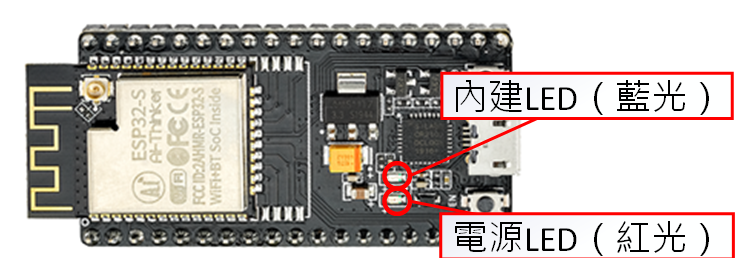 內建LED（藍光）
電源LED（紅光）
ESP32-S
AI-Thinker
FCC ID:2AHMR-ESP32-S
WIFI+BT SoC Inside